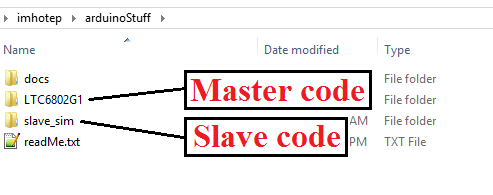 imhotep ▸ arduinoStuff ▸
Name Date modified Type
docs File folder
LTC6802G1 Master code File folder
slave_sim Slave code AM File folder
readMe.txt PM TXT File